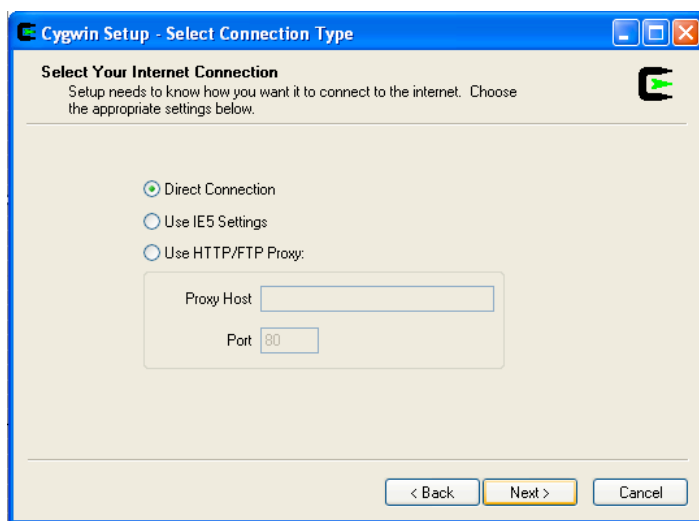 Cygwin Setup - Select Connection Type
Select Your Internet Connection
Setup needs to know how you want it to connect to the internet. Choose
the appropriate settings below.
Direct Connection
Use IE5 Settings
Use HTTP/FTP Proxy:
Proxy Host
Port 80
< Back Next > Cancel